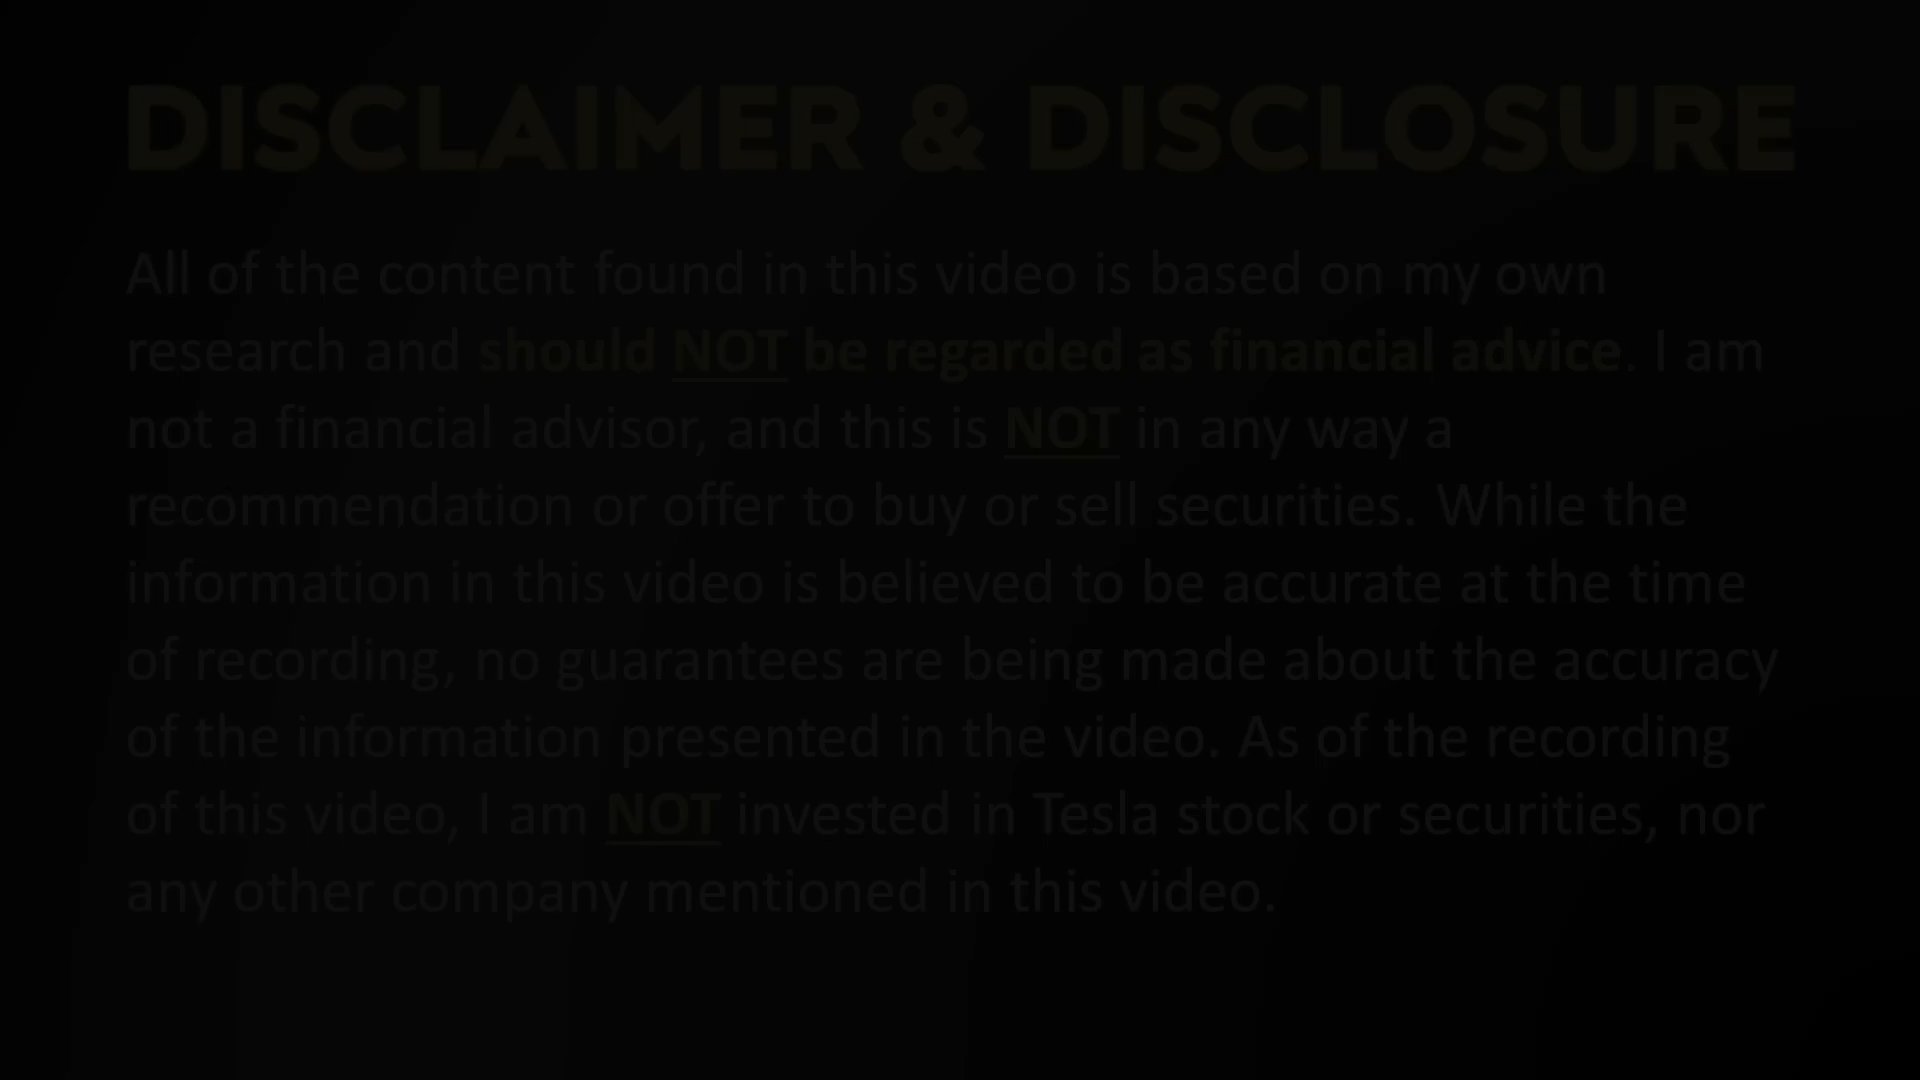 DISCLAIMER & DISCLOSURE
All of the content found in this video is based on my own
research and should NOT be regarded as financial advice. I am
not a financial advisor, and this is NOT in any way a
recommendation or offer to buy or sell securities. While the
information in this video is believed to be accurate at the time
of recording, no guarantees are being made about the accuracy
of the information presented in the video. As of the recording
of this video, I am NOT invested in Tesla stock or securities, nor
any other company mentioned in this video.